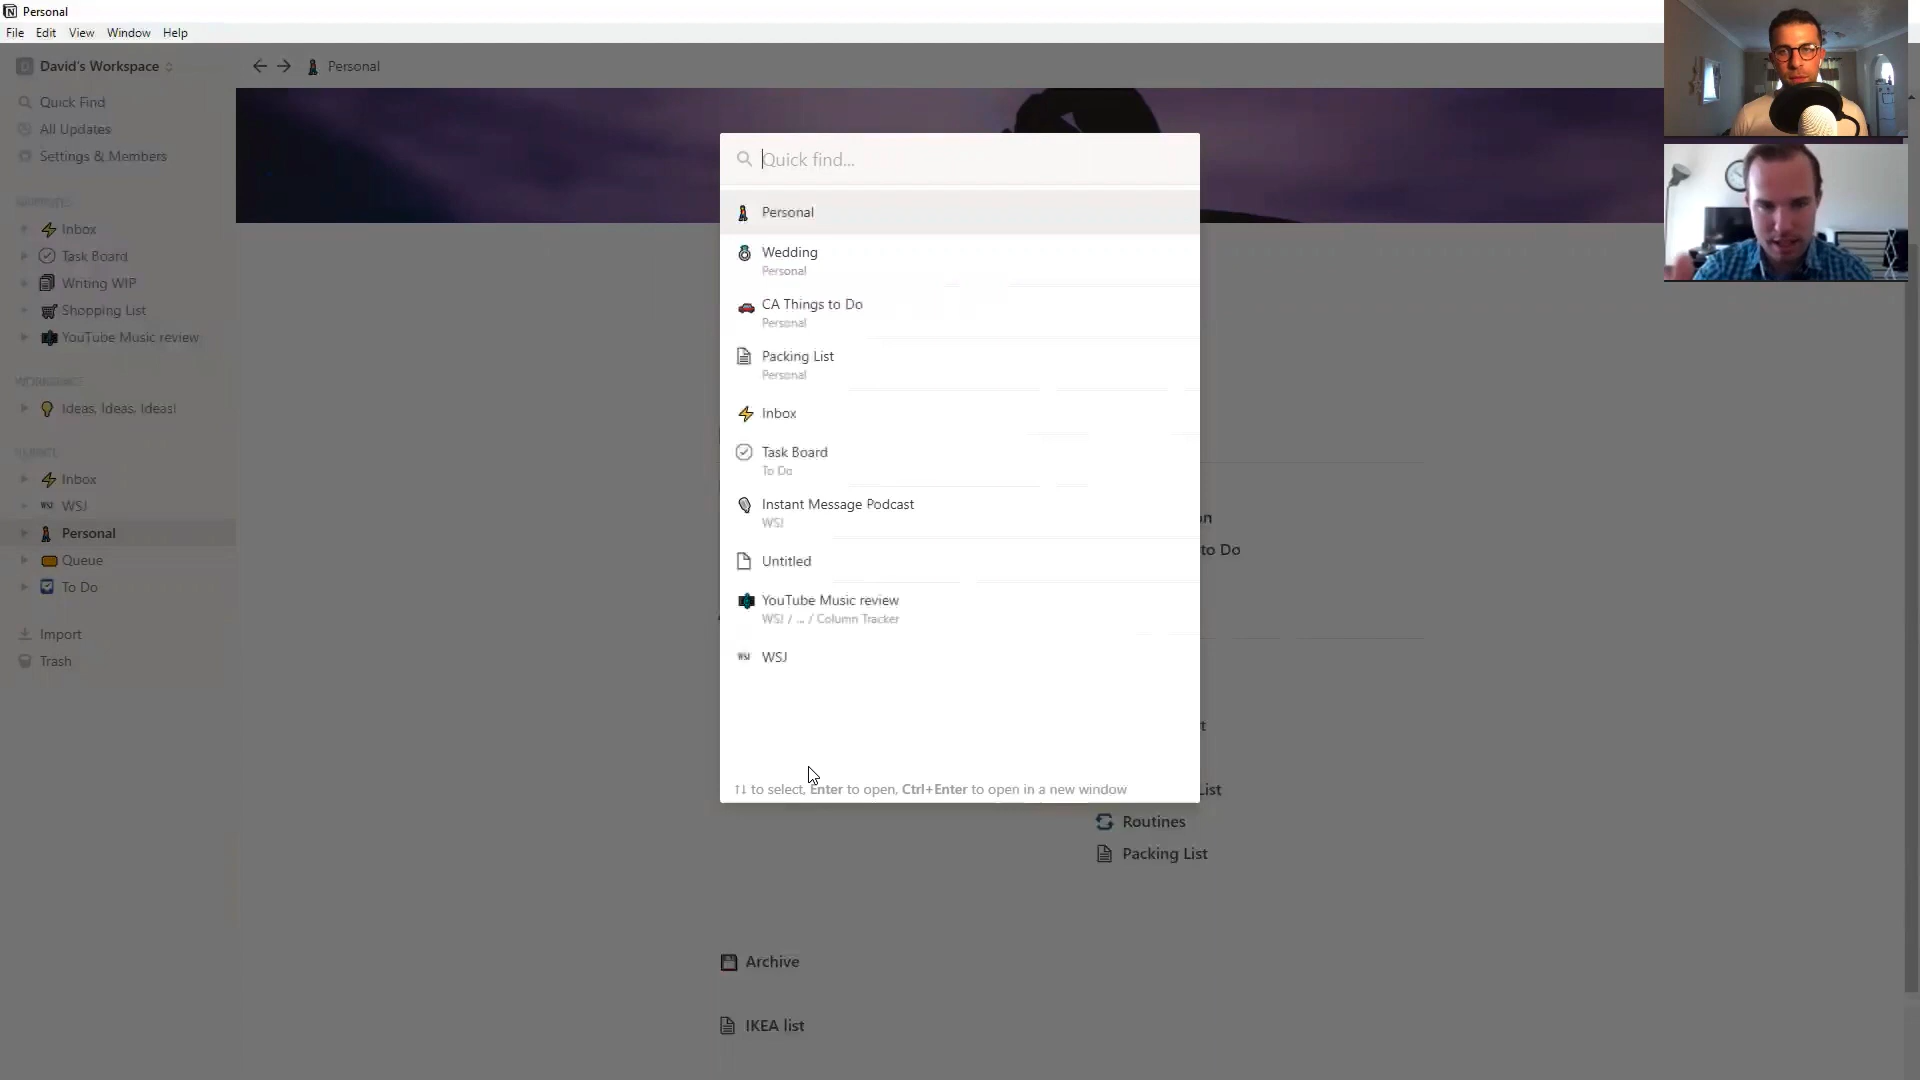 Personal
File Edit View Window Help
David's Workspace
Personal
Quick Find
All Updates
Settings & Members
Inbox
Task Board
Writing WIP
Shopping List
YouTube Music review
Ideas, Ideas, Ideas!
Inbox
WSJ
Personal
Queue
To Do
Import
Trash
Quick find...
Personal
Wedding
Personal
CA Things to Do
Personal
Packing List
Personal
Inbox
Task Board
To Do
Instant Message Podcast
WSJ
Untitled
YouTube Music review
WSJ / ... / Column Tracker
WSJ
↑↓ to select, Enter to open, Ctrl+Enter to open in a new window
to Do
List
Routines
Packing List
Archive
IKEA list